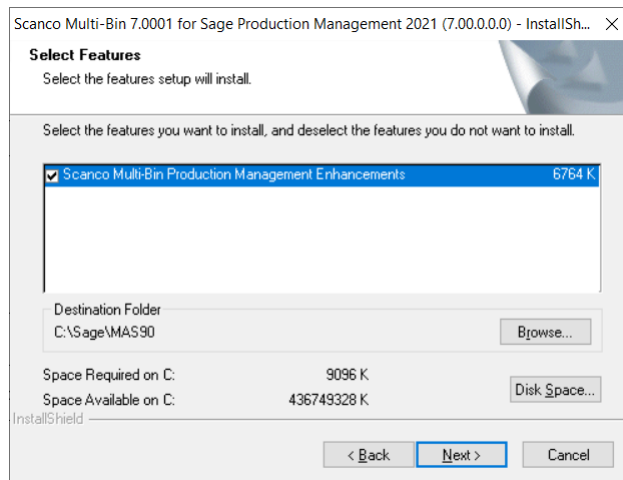 Scanco Multi-Bin 7.0001 for Sage Production Management 2021 (7.00.0.0.0) - InstallSh...
Select Features
Select the features setup will install.
Select the features you want to install, and deselect the features you do not want to install.
Scanco Multi-Bin Production Management Enhancements 6764 K
Destination Folder
C:\Sage\MAS90 Browse...
Space Required on C: 9096 K
Space Available on C: 436749328 K
Disk Space...
InstallShield
< Back Next > Cancel